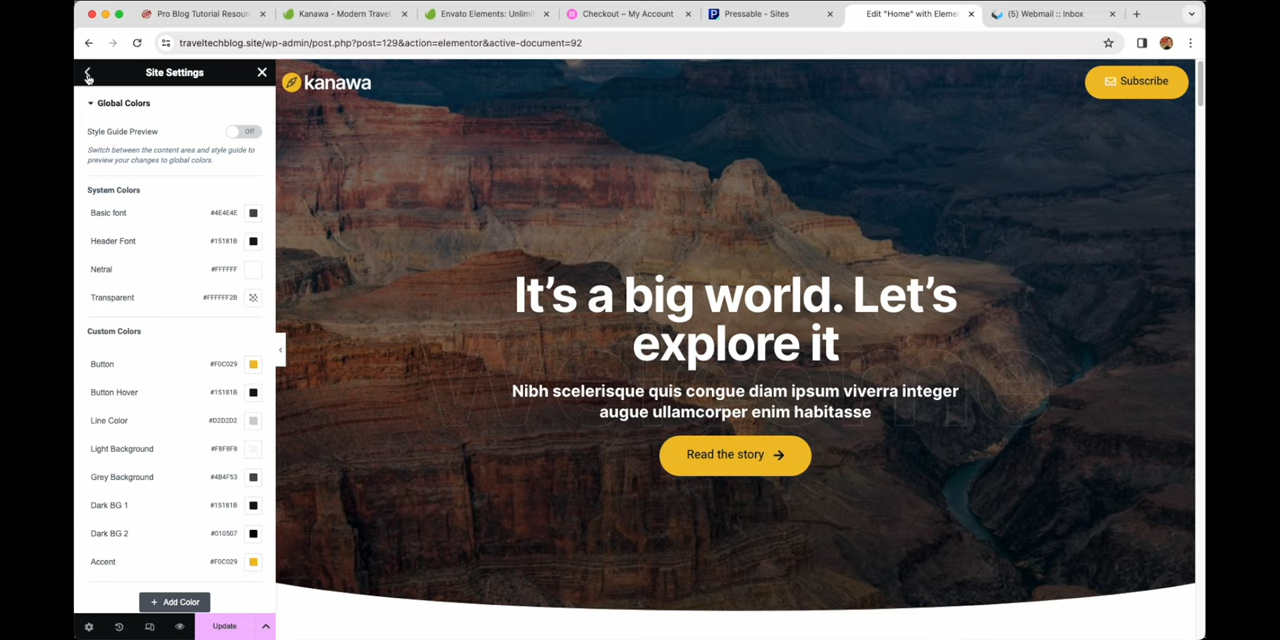 Pro Blog Tutorial Resour
Kanawa - Modern Travel
Envato Elements: Unlimi
Checkout – My Account
Pressable - Sites
Edit "Home" with Eleme
(5) Webmail :: Inbox
traveltechblog.site/wp-admin/post.php?post=129&action=elementor&active-document=92
Site Settings
Global Colors
Style Guide Preview
Off
Switch between the content area and style guide to
preview your changes to global colors.
System Colors
Basic font #4E4E4E
Header Font #15181B
Netral #FFFFFF
Transparent #FFFFFF2B
Custom Colors
Button #F0C029
Button Hover #15181B
Line Color #D2D2D2
Light Background #F8F8F8
Grey Background #4B4F53
Dark BG 1 #15181B
Dark BG 2 #010507
Accent #F0C029
+ Add Color
Update
kanawa
Subscribe
It’s a big world. Let’s
explore it
welcome
Nibh scelerisque quis congue diam ipsum viverra integer
augue ullamcorper enim habitasse
Read the story